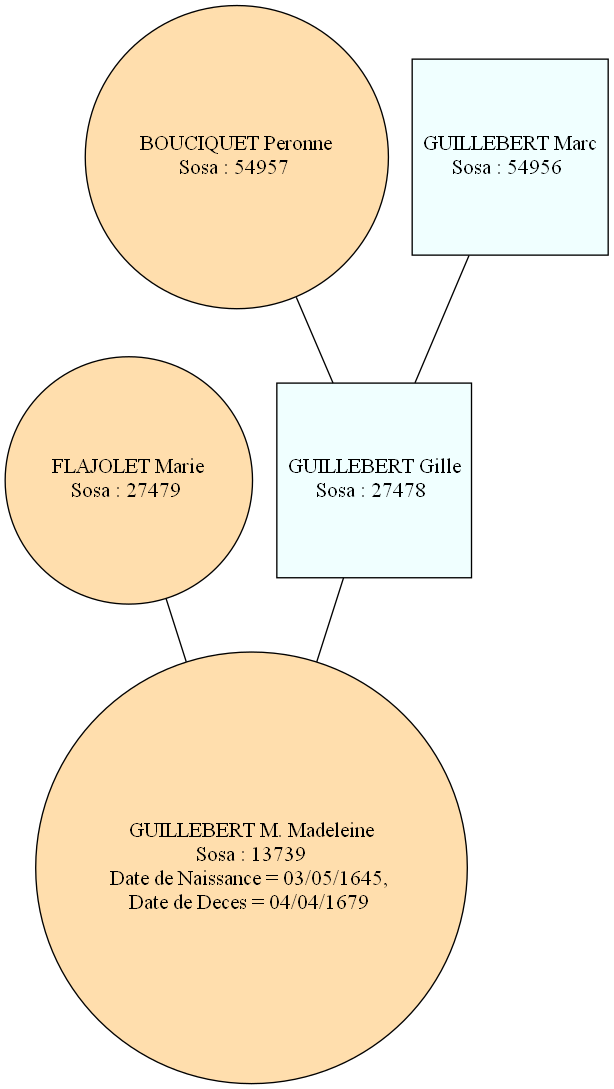 BOUCIQUET Peronne
Sosa : 54957
GUILLEBERT Marc
Sosa : 54956
FLAJOLET Marie
Sosa : 27479
GUILLEBERT Gille
Sosa : 27478
GUILLEBERT M. Madeleine
Sosa : 13739
Date de Naissance = 03/05/1645,
Date de Deces = 04/04/1679